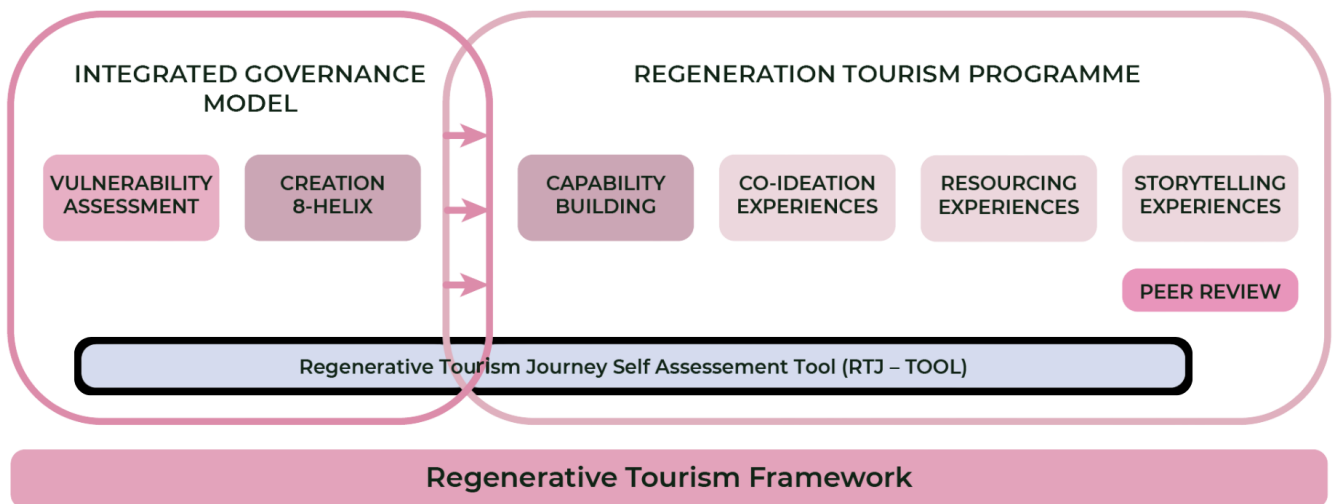 INTEGRATED GOVERNANCE
MODEL
VULNERABILITY
ASSESSMENT
CREATION
8-HELIX
REGENERATION TOURISM PROGRAMME
CAPABILITY
BUILDING
CO-IDEATION
EXPERIENCES
RESOURCING
EXPERIENCES
STORYTELLING
EXPERIENCES
PEER REVIEW
Regenerative Tourism Journey Self Assessement Tool (RTJ – TOOL)
Regenerative Tourism Framework